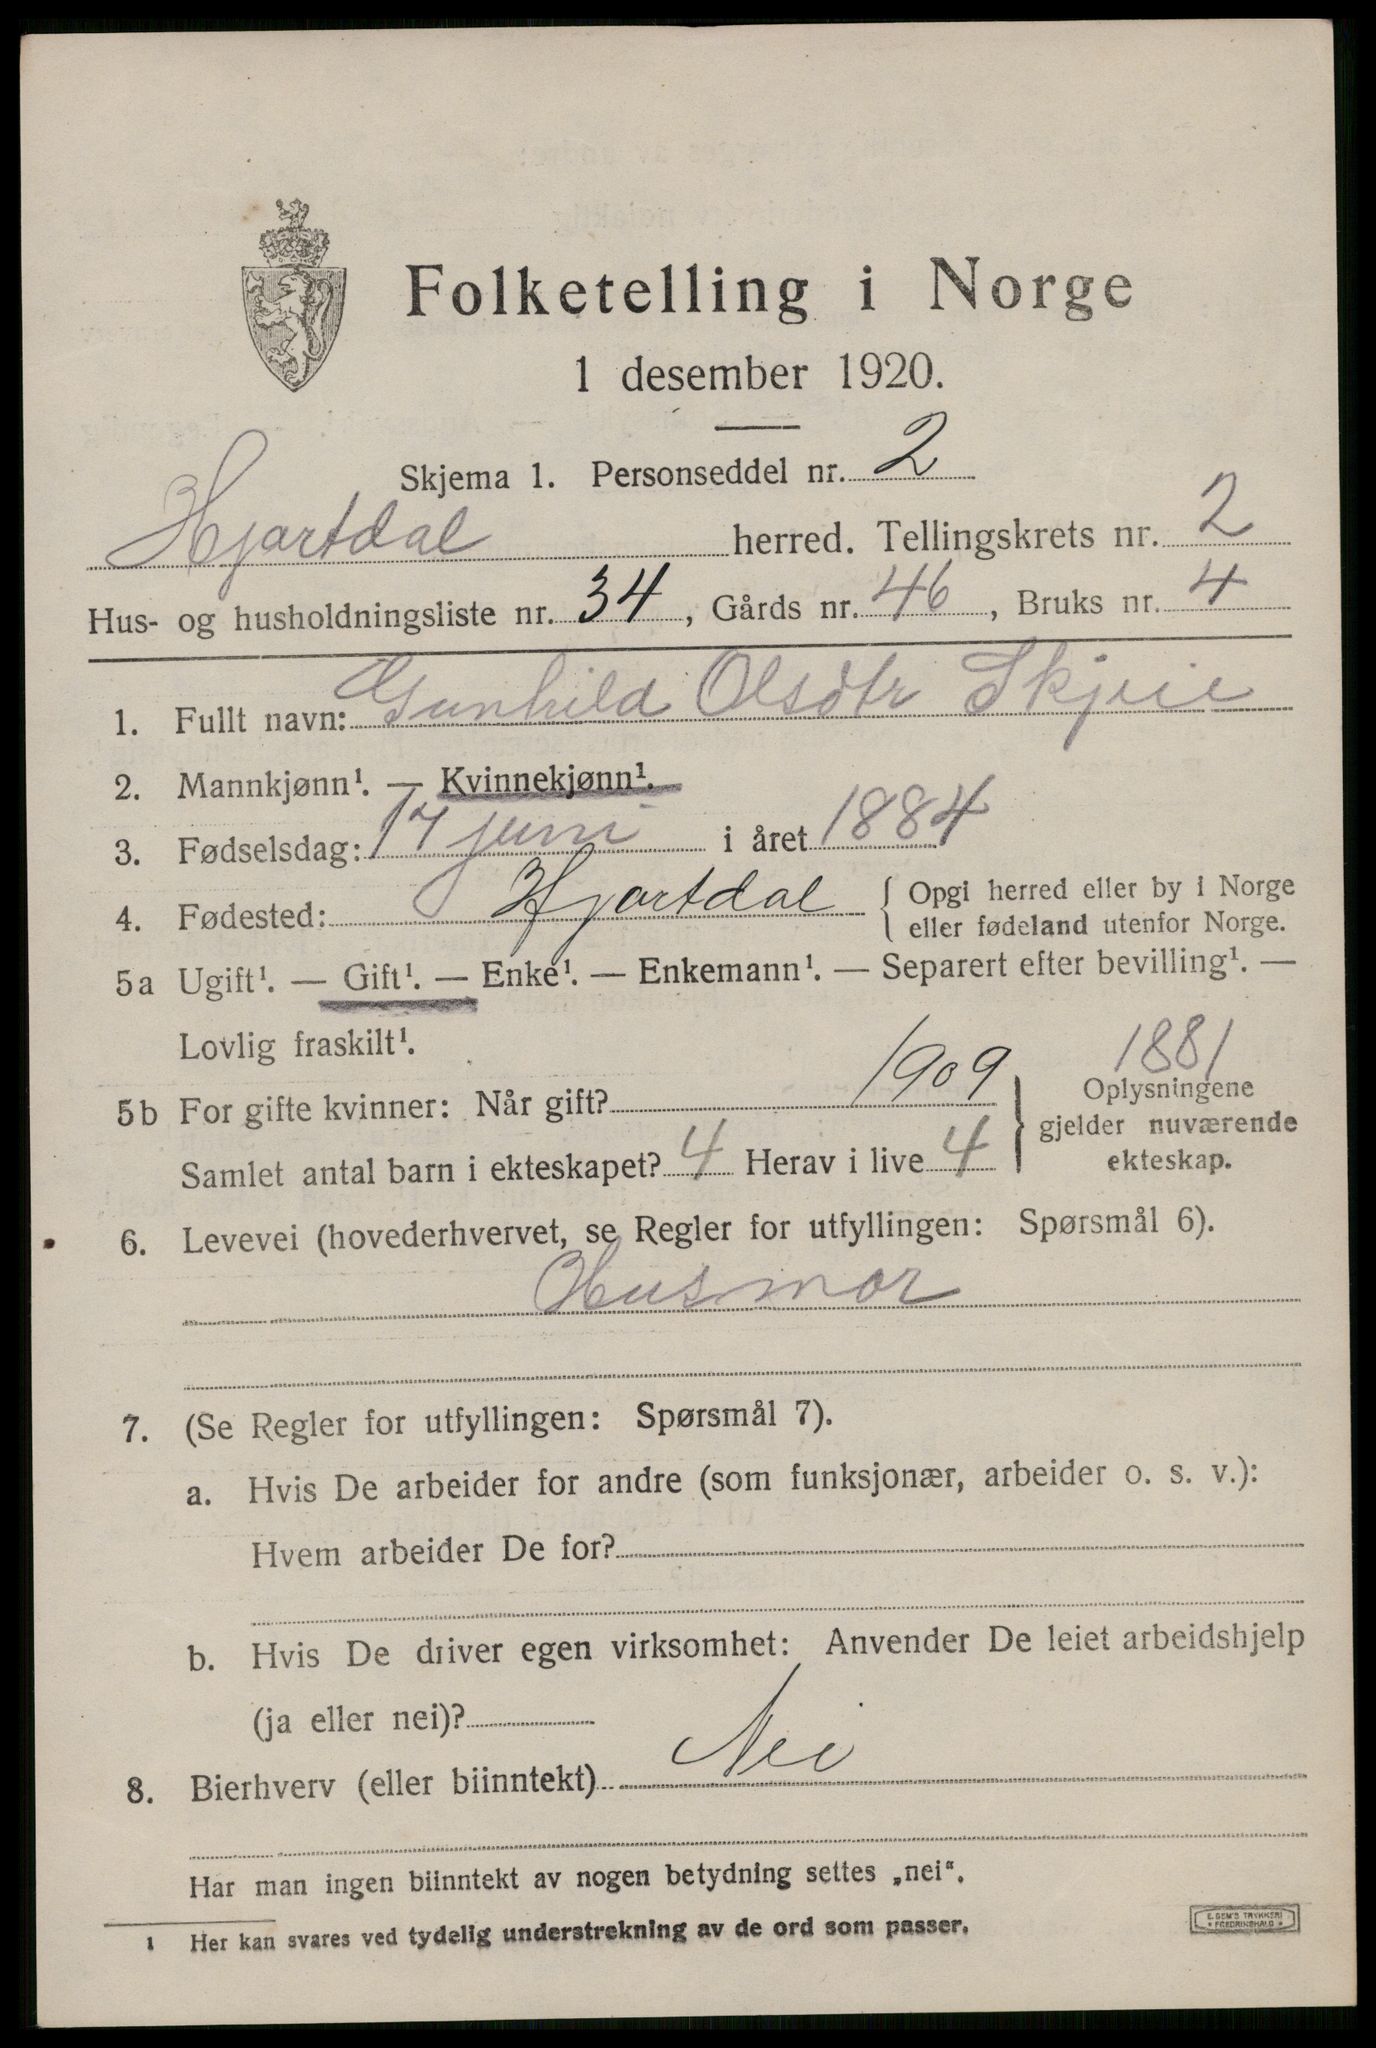 Folketelling i Norge
1 desember 1920.
Skjema 1. Personseddel nr. 2
Hjartdal herred. Tellingskrets nr. 2
Hus- og husholdningsliste nr. 34, Gårds nr. 46, Bruks nr. 4
1. Fullt navn: Gunhild Olsdtr Skjeie
2. Mannkjønn¹. — Kvinnekjønn¹.
3. Fødselsdag: 17 juni i året 1884
4. Fødested: Hjartdal { Opgi herred eller by i Norge
eller fødeland utenfor Norge.
5a Ugift¹. — Gift¹. — Enke¹. — Enkemann¹. — Separert efter bevilling¹. —
Lovlig fraskilt¹.
1881
5b For gifte kvinner: Når gift? 1909
Samlet antal barn i ekteskapet? 4 Herav i live 4
} Oplysningene
gjelder nuværende
ekteskap.
6. Levevei (hovederhvervet, se Regler for utfyllingen: Spørsmål 6).
Husmor
7. (Se Regler for utfyllingen: Spørsmål 7).
a. Hvis De arbeider for andre (som funksjonær, arbeider o. s. v.):
Hvem arbeider De for?
b. Hvis De driver egen virksomhet: Anvender De leiet arbeidshjelp
(ja eller nei)?
8. Bierhverv (eller biinntekt) Nei
Har man ingen biinntekt av nogen betydning settes „nei“.
1 Her kan svares ved tydelig understrekning av de ord som passer.
E. SEM'S TRYKKERI
* FREDRIKSHALD *